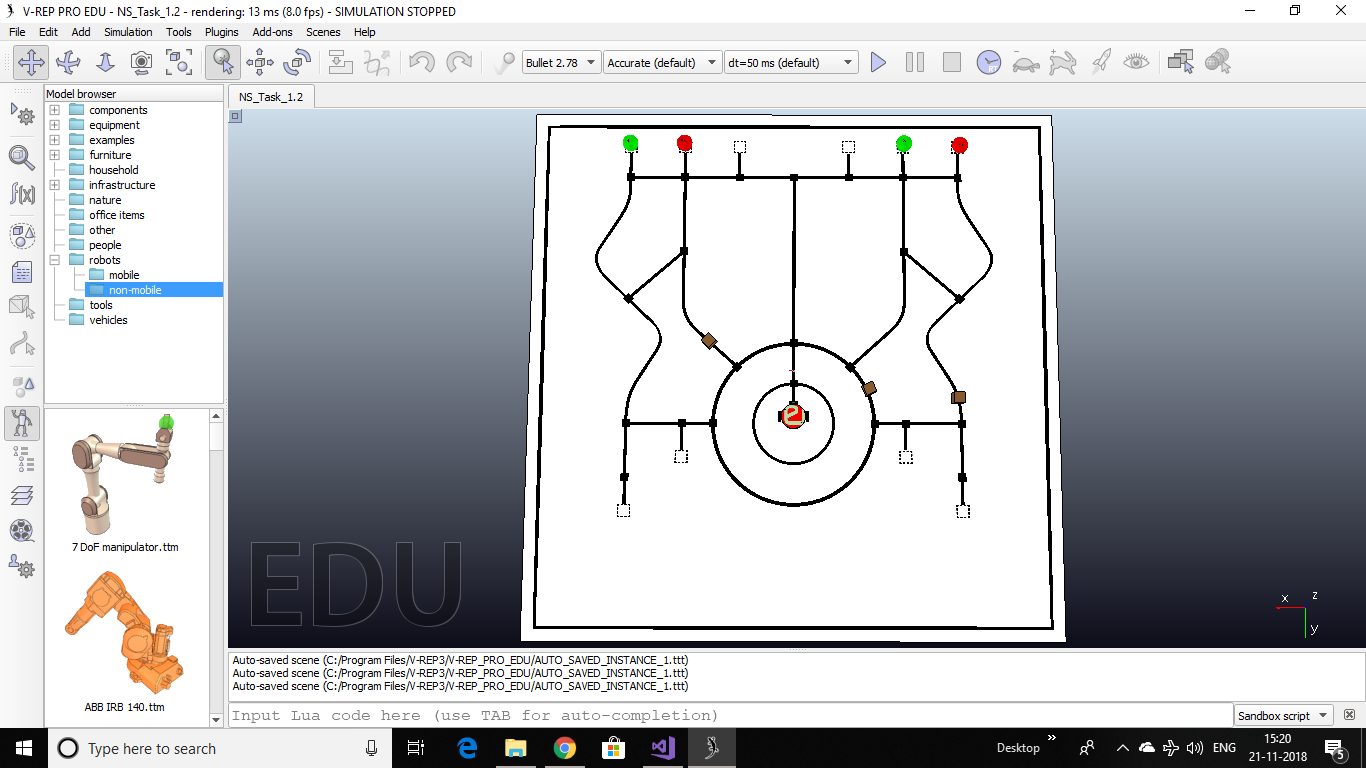 V-REP PRO EDU - NS_Task_1.2 - rendering: 13 ms (8.0 fps) - SIMULATION STOPPED
File Edit Add Simulation Tools Plugins Add-ons Scenes Help
Bullet 2.78 Accurate (default) dt=50 ms (default)
Model browser
NS_Task_1.2
components
equipment
examples
furniture
household
infrastructure
nature
office items
other
people
robots
mobile
non-mobile
tools
vehicles
f(x)
7 DoF manipulator.ttm
ABB IRB 140.ttm
e
EDU
x z
y
Auto-saved scene (C:/Program Files/V-REP3/V-REP_PRO_EDU/AUTO_SAVED_INSTANCE_1.ttt)
Auto-saved scene (C:/Program Files/V-REP3/V-REP_PRO_EDU/AUTO_SAVED_INSTANCE_1.ttt)
Auto-saved scene (C:/Program Files/V-REP3/V-REP_PRO_EDU/AUTO_SAVED_INSTANCE_1.ttt)
Input Lua code here (use TAB for auto-completion) Sandbox script
Type here to search Desktop ENG 15:20
21-11-2018 5